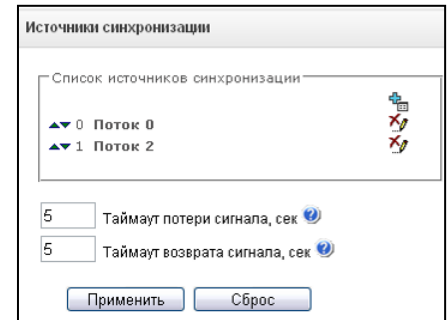 Источники синхронизации
Список источников синхронизации
0 Поток 0
1 Поток 2
5 Таймаут потери сигнала, сек ?
5 Таймаут возврата сигнала, сек ?
Применить Сброс